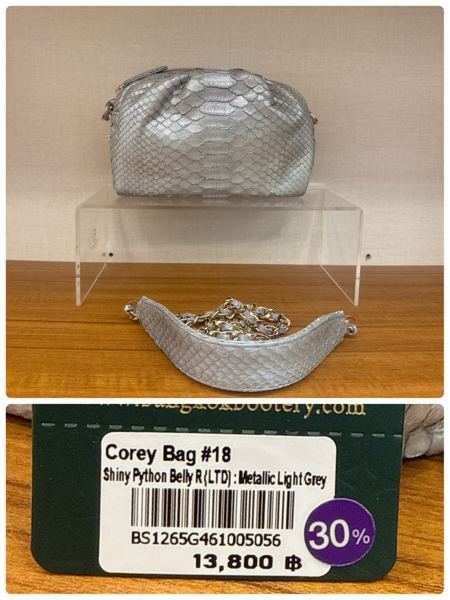 www.bangkokbootery.com
Corey Bag #18
Shiny Python Belly R (LTD) : Metallic Light Grey
BS1265G461005056
30%
13,800 ฿